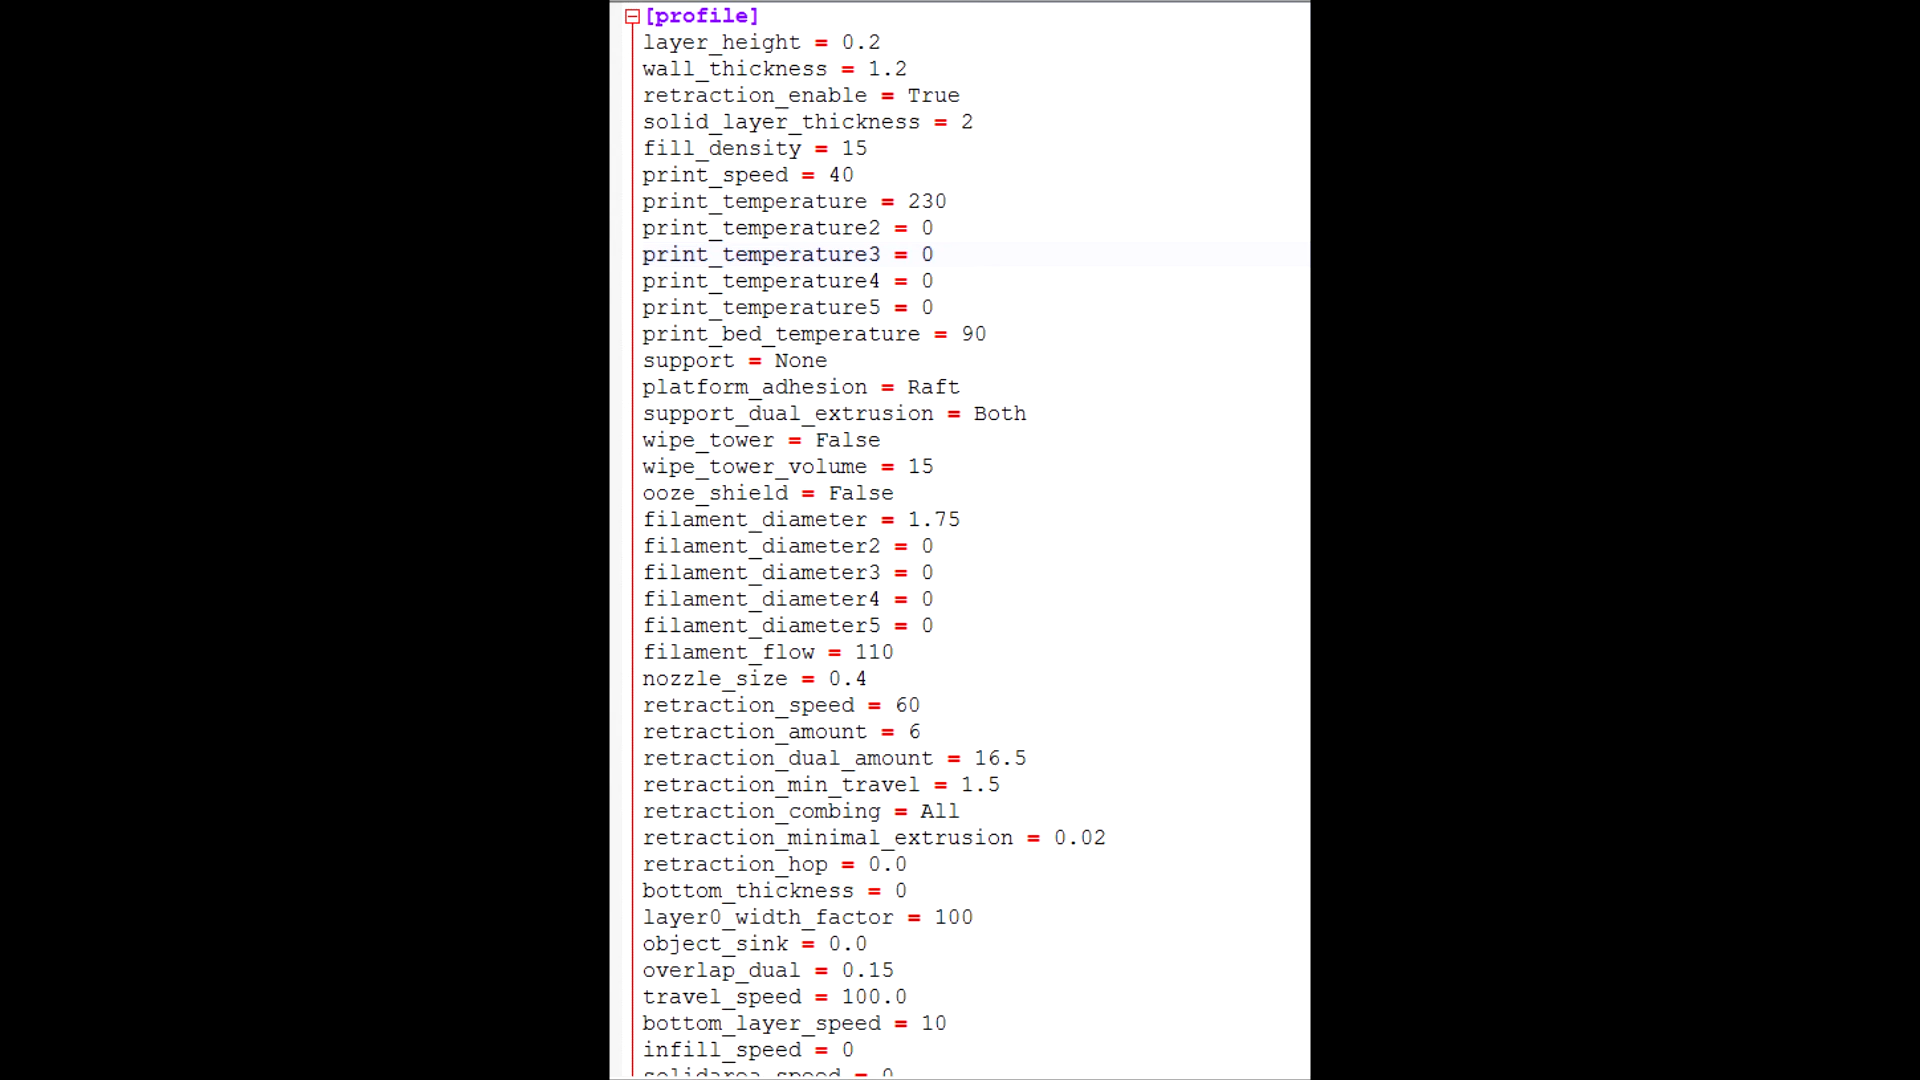 [profile]
layer_height = 0.2
wall_thickness = 1.2
retraction_enable = True
solid_layer_thickness = 2
fill_density = 15
print_speed = 40
print_temperature = 230
print_temperature2 = 0
print_temperature3 = 0
print_temperature4 = 0
print_temperature5 = 0
print_bed_temperature = 90
support = None
platform_adhesion = Raft
support_dual_extrusion = Both
wipe_tower = False
wipe_tower_volume = 15
ooze_shield = False
filament_diameter = 1.75
filament_diameter2 = 0
filament_diameter3 = 0
filament_diameter4 = 0
filament_diameter5 = 0
filament_flow = 110
nozzle_size = 0.4
retraction_speed = 60
retraction_amount = 6
retraction_dual_amount = 16.5
retraction_min_travel = 1.5
retraction_combing = All
retraction_minimal_extrusion = 0.02
retraction_hop = 0.0
bottom_thickness = 0
layer0_width_factor = 100
object_sink = 0.0
overlap_dual = 0.15
travel_speed = 100.0
bottom_layer_speed = 10
infill_speed = 0
solidarea_speed = 0